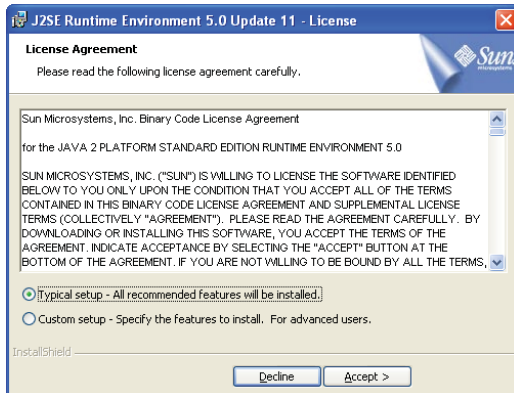 J2SE Runtime Environment 5.0 Update 11 - License
License Agreement
Please read the following license agreement carefully.
Sun
microsystems
Sun Microsystems, Inc. Binary Code License Agreement
for the JAVA 2 PLATFORM STANDARD EDITION RUNTIME ENVIRONMENT 5.0
SUN MICROSYSTEMS, INC. ("SUN") IS WILLING TO LICENSE THE SOFTWARE IDENTIFIED
BELOW TO YOU ONLY UPON THE CONDITION THAT YOU ACCEPT ALL OF THE TERMS
CONTAINED IN THIS BINARY CODE LICENSE AGREEMENT AND SUPPLEMENTAL LICENSE
TERMS (COLLECTIVELY "AGREEMENT"). PLEASE READ THE AGREEMENT CAREFULLY. BY
DOWNLOADING OR INSTALLING THIS SOFTWARE, YOU ACCEPT THE TERMS OF THE
AGREEMENT. INDICATE ACCEPTANCE BY SELECTING THE "ACCEPT" BUTTON AT THE
BOTTOM OF THE AGREEMENT. IF YOU ARE NOT WILLING TO BE BOUND BY ALL THE TERMS,
Typical setup - All recommended features will be installed.
Custom setup - Specify the features to install. For advanced users.
InstallShield
Decline
Accept >